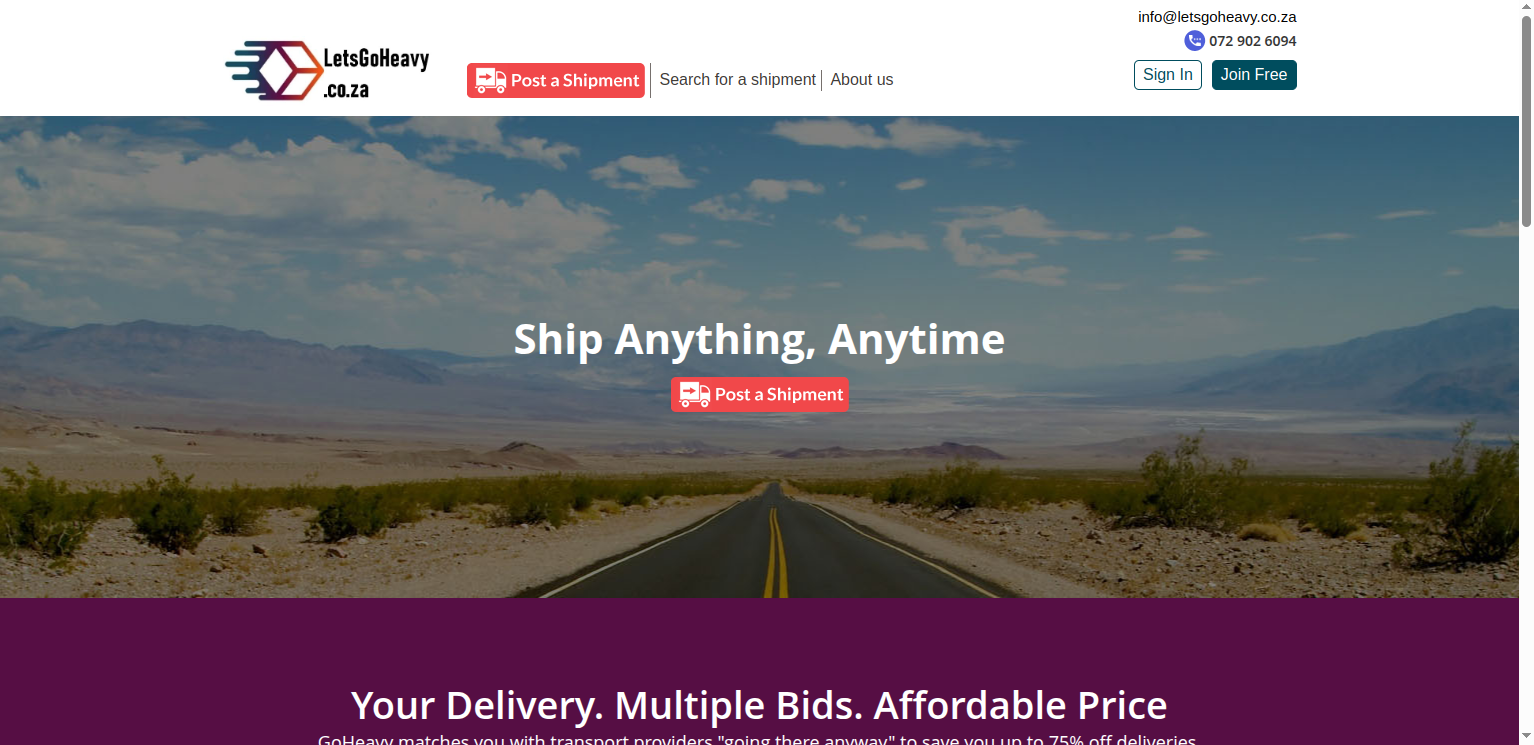 info@letsgoheavy.co.za
072 902 6094
LetsGoHeavy
.co.za
Post a Shipment
Search for a shipment
About us
Sign In
Join Free
Ship Anything, Anytime
Post a Shipment
Your Delivery. Multiple Bids. Affordable Price
GoHeavy matches you with transport providers "going there anyway" to save you up to 75% off deliveries